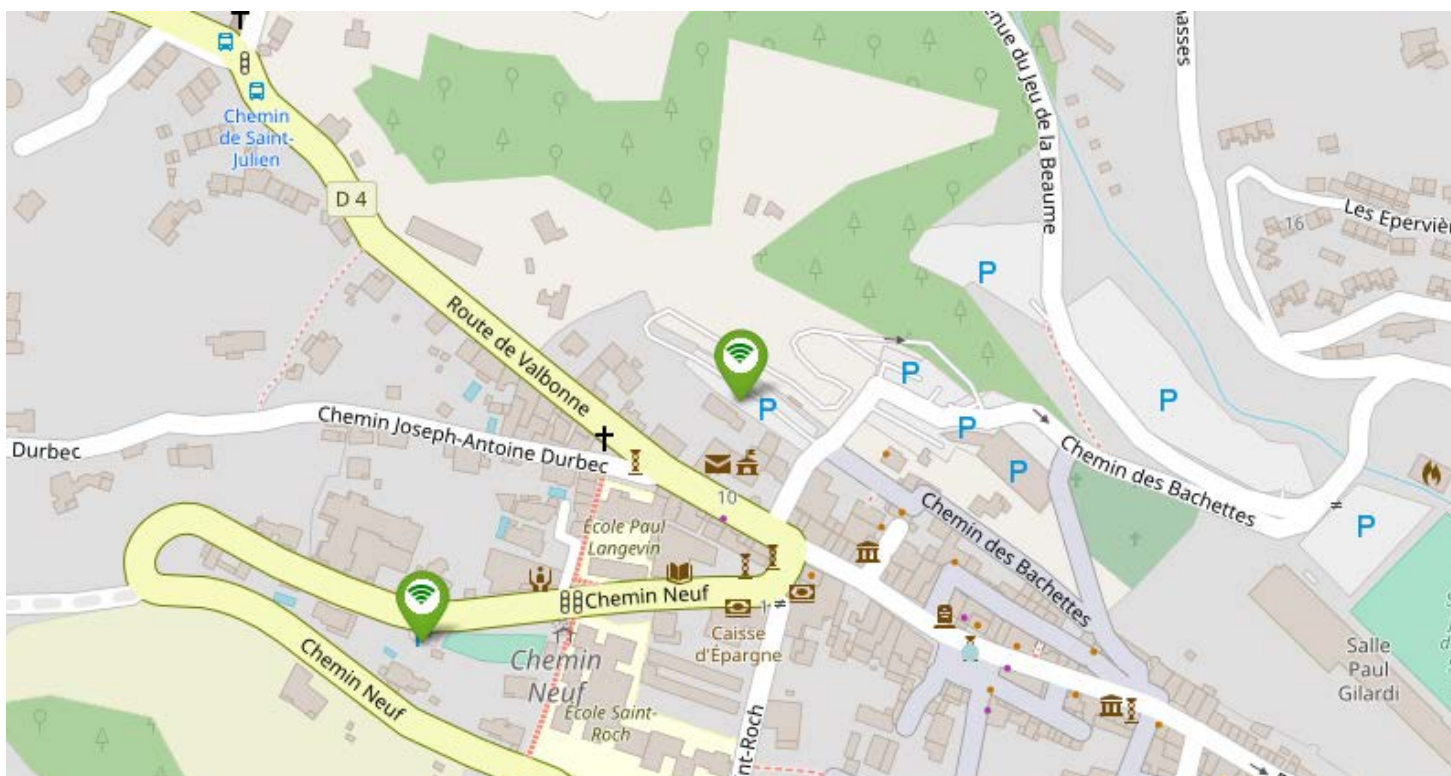 Chemin
de Saint-
Julien
D 4
Route de Valbonne
enue du Jeu de la Beaume
asses
16
Les Epervièr
P
P
P
P
P
P
P
Chemin Joseph-Antoine Durbec
Durbec
Chemin des Bachettes
Chemin des Bachettes
10
École Paul
Langevin
Chemin Neuf
1
Caisse
d'Épargne
Chemin
Neuf
Chemin Neuf
École Saint-
Roch
nt-Roch
Salle
Paul
Gilardi